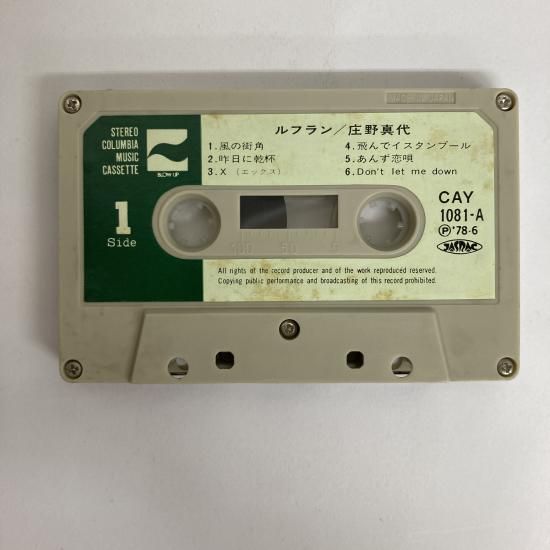 MADE IN JAPAN
STEREO
COLUMBIA
MUSIC
CASSETTE
BLOW UP
ルフラン／庄野真代
1.風の街角
2.昨日に乾杯
3.X （エックス）
4.飛んでイスタンブール
5.あんず恋唄
6.Don't let me down
1
Side
CAY
1081-A
Ⓟ'78·6
JASRAC
100 50 0
All rights of the record producer and of the work reproduced reserved.
Copying public performance and broadcasting of this record prohibited.